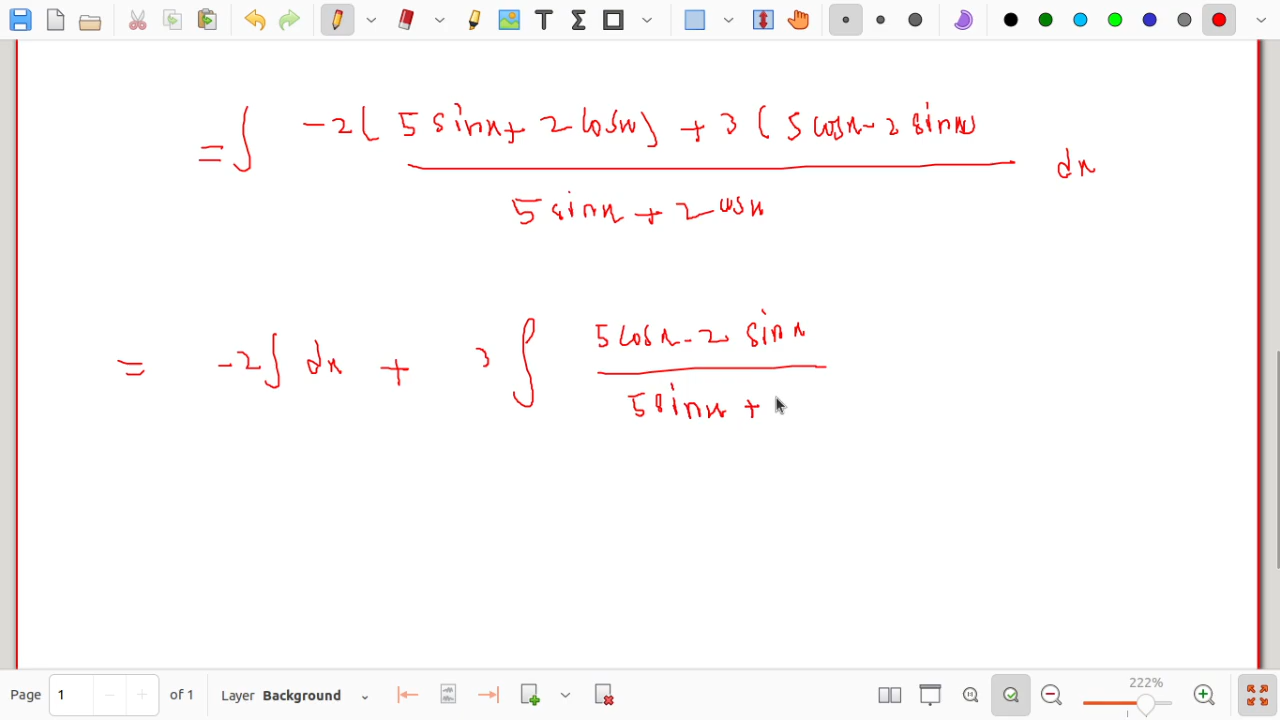 = ∫ -2( 5 sinx + 2 cosx ) + 3 ( 5 cosx - 2 sinx )
dx
5 sinx + 2 cosx
= -2 ∫ dx + 3 ∫ 5 cosx - 2 sinx
5 sinx +
Page 1 of 1 Layer Background 222%